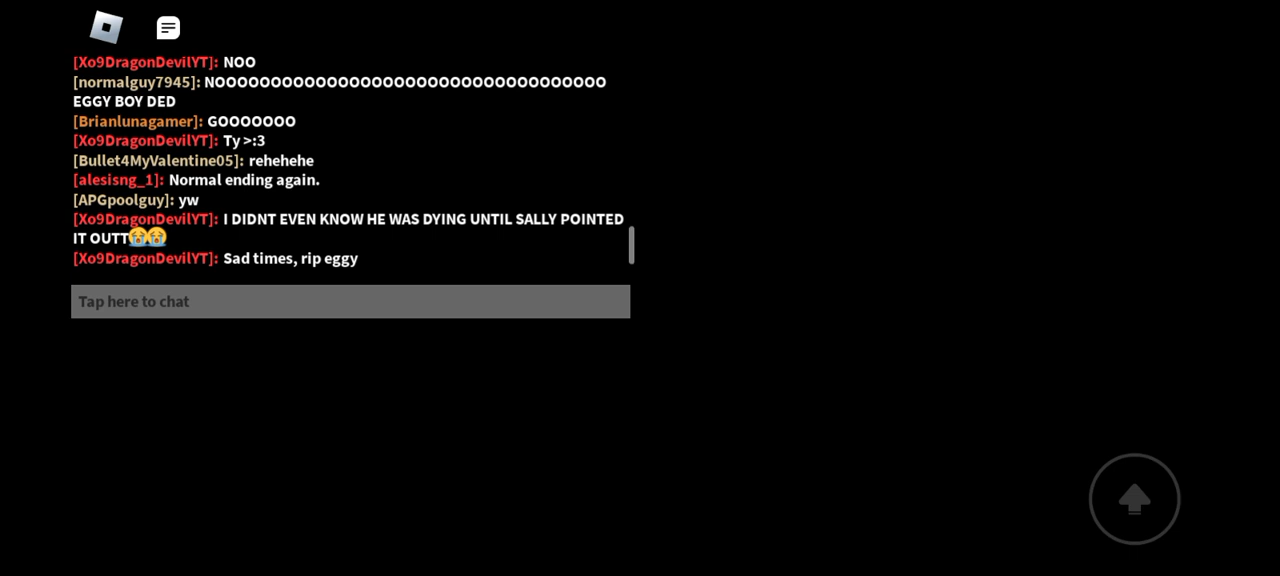 [Xo9DragonDevilYT]: NOO
[normalguy7945]: NOOOOOOOOOOOOOOOOOOOOOOOOOOOOOOOOOOO
EGGY BOY DED
[Brianlunagamer]: GOOOOOOO
[Xo9DragonDevilYT]: Ty >:3
[Bullet4MyValentine05]: rehehehe
[alesisng_1]: Normal ending again.
[APGpoolguy]: yw
[Xo9DragonDevilYT]: I DIDNT EVEN KNOW HE WAS DYING UNTIL SALLY POINTED
IT OUTT😭😭
[Xo9DragonDevilYT]: Sad times, rip eggy
Tap here to chat